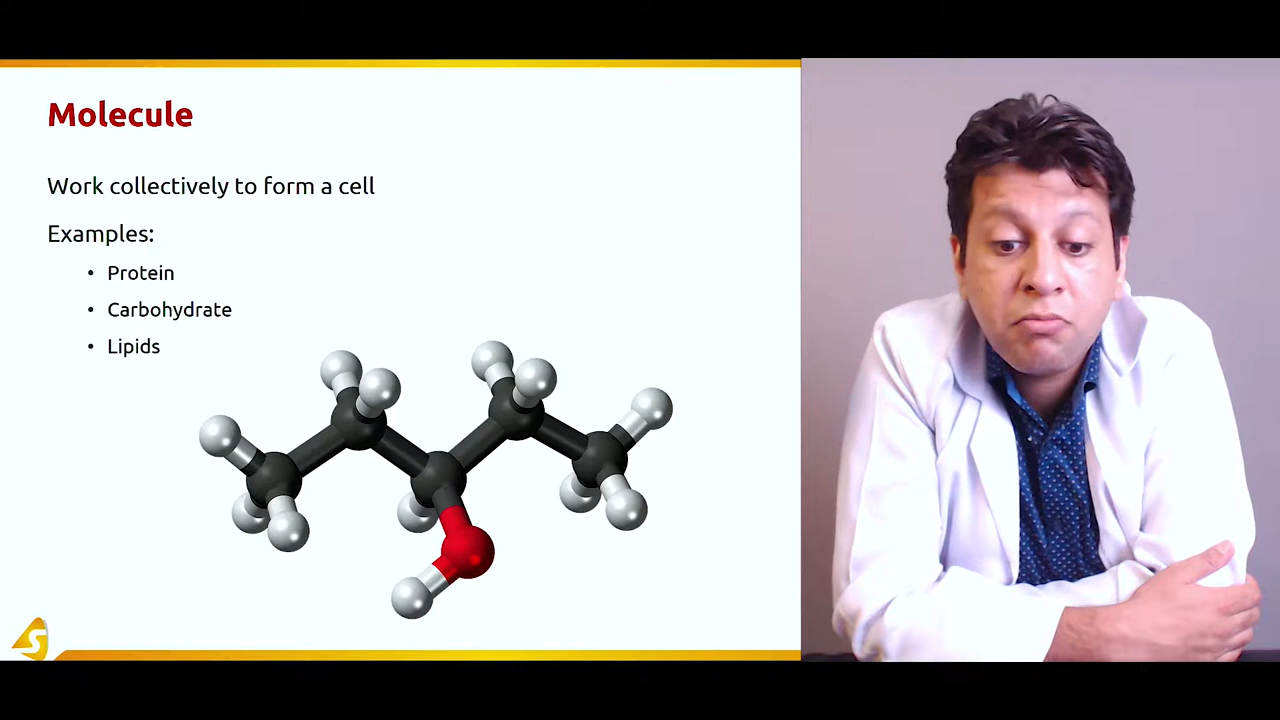 Molecule
Work collectively to form a cell
Examples:
• Protein
• Carbohydrate
• Lipids
S